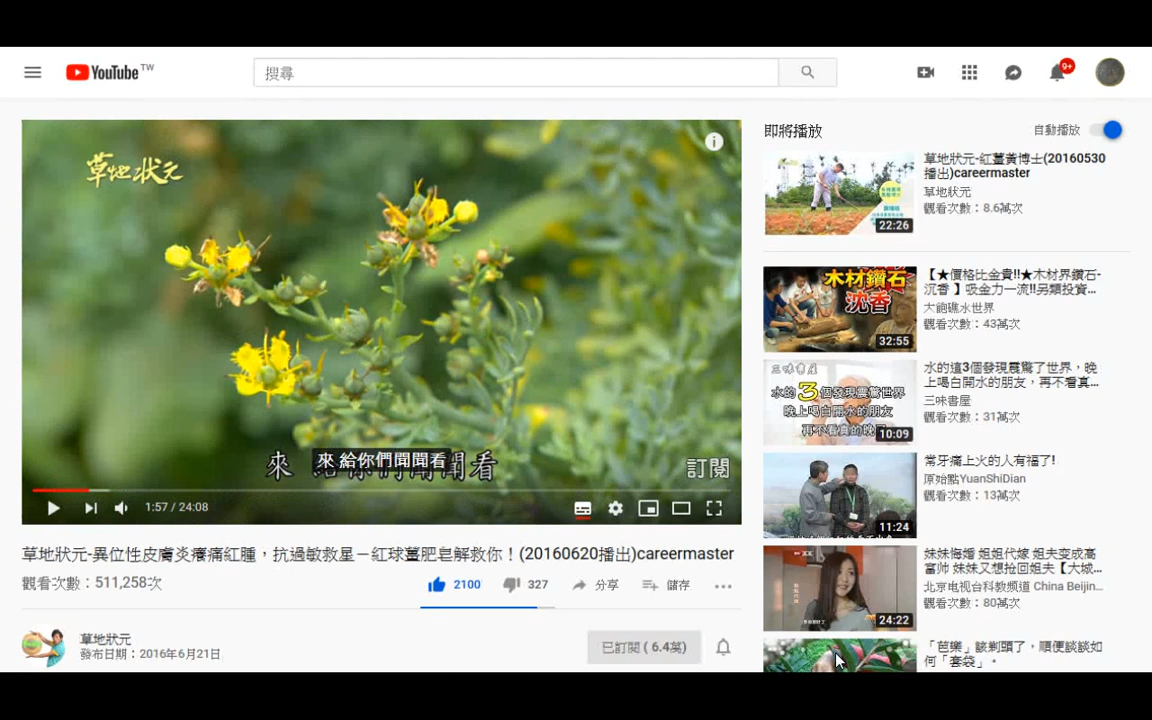 YouTube TW
搜尋
9+
草地狀元
來 給你們聞聞看
來 給你們聞聞看
訂閱
1:57 / 24:08
草地狀元-異位性皮膚炎癢痛紅腫，抗過敏救星－紅球薑肥皂解救你！(20160620播出)careermaster
觀看次數：511,258次
2100
327
分享
儲存
草地狀元
發布日期：2016年6月21日
已訂閱 ( 6.4萬)
即將播放
自動播放
22:26
草地狀元-紅薑黃博士(20160530
播出)careermaster
草地狀元
觀看次數：8.6萬次
木材鑽石
沉香
32:55
【★價格比金貴!!★木材界鑽石-
沉香 】吸金力一流!!另類投資...
大飽礁水世界
觀看次數：43萬次
三味書屋
水的3個發現震驚世界
晚上喝白開水的朋友
再不看真的晚
10:09
水的這3個發現震驚了世界，晚
上喝白開水的朋友，再不看真...
三味書屋
觀看次數：31萬次
11:24
常牙痛上火的人有福了!
原始點YuanShiDian
觀看次數：13萬次
24:22
妹妹悔婚 姐姐代嫁 姐夫变成高
富帅 妹妹又想抢回姐夫【大城...
北京电视台科教频道 China Beijin...
觀看次數：80萬次
「芭樂」該剃頭了，順便談談如
何「套袋」。